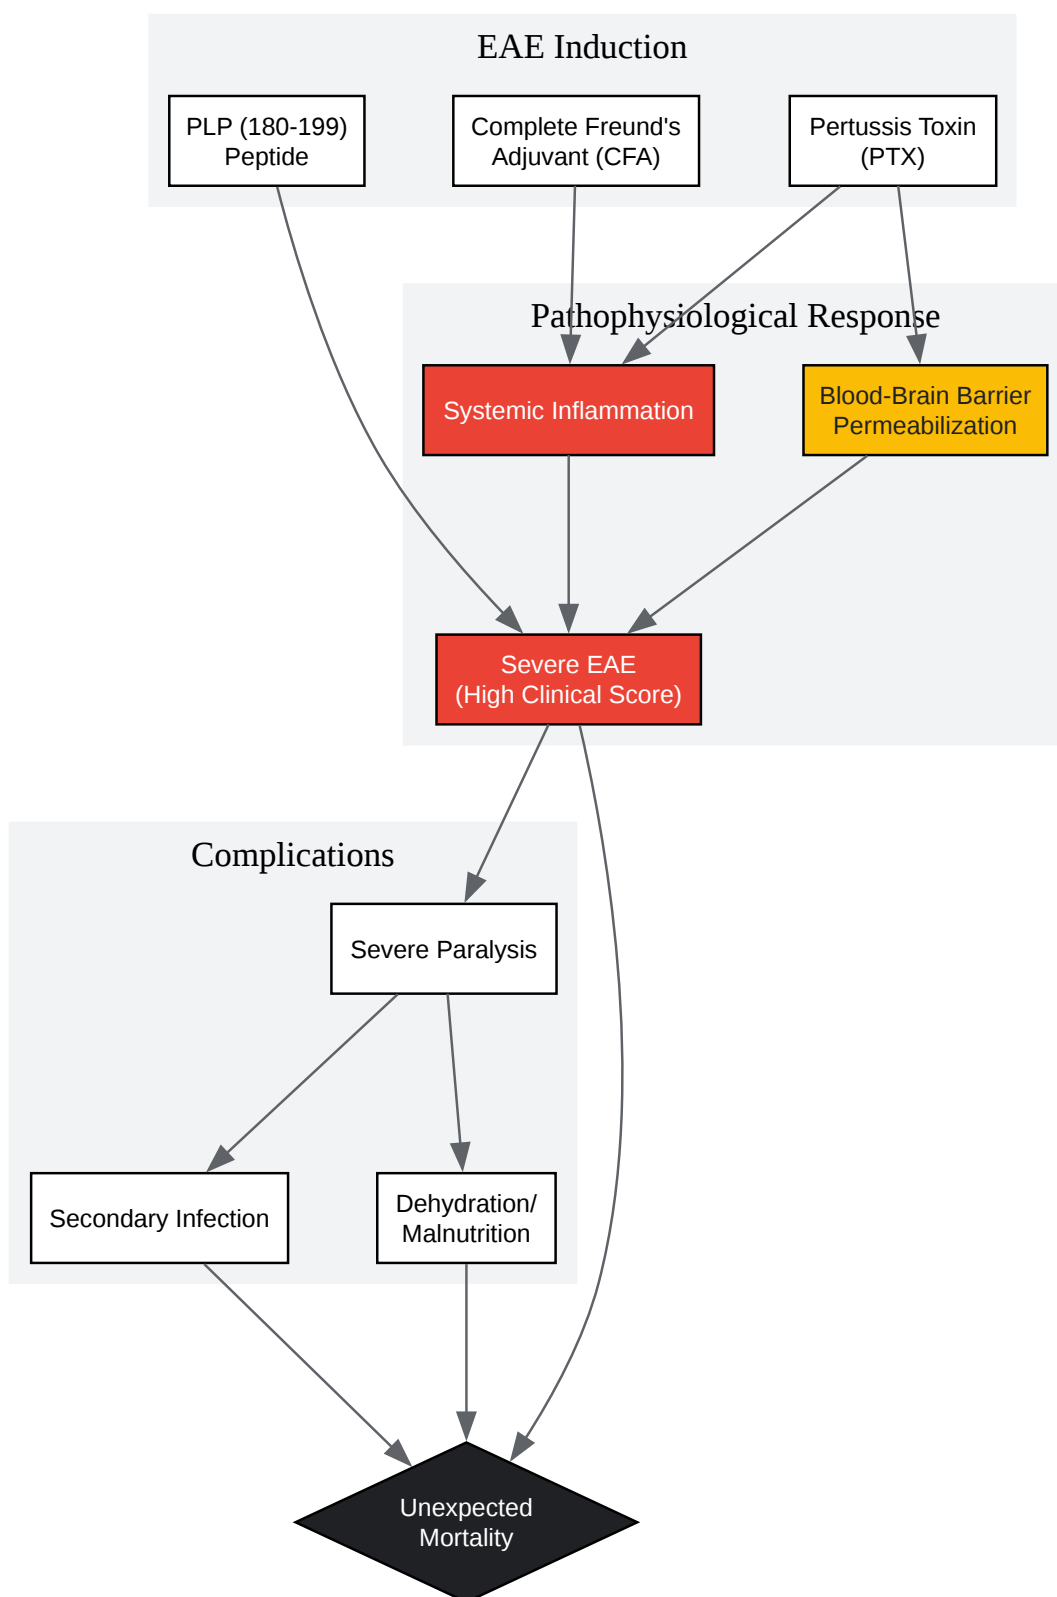 EAE Induction
PLP (180-199)
Peptide
Complete Freund's
Adjuvant (CFA)
Pertussis Toxin
(PTX)
Pathophysiological Response
Systemic Inflammation
Blood-Brain Barrier
Permeabilization
Severe EAE
(High Clinical Score)
Complications
Severe Paralysis
Secondary Infection
Dehydration/
Malnutrition
Unexpected
Mortality